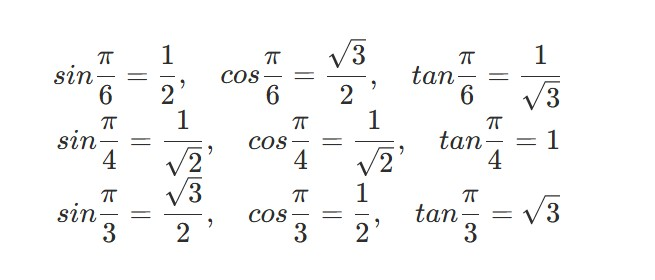 sin π/6 = 1/2, cos π/6 = √3/2, tan π/6 = 1/√3
sin π/4 = 1/√2, cos π/4 = 1/√2, tan π/4 = 1
sin π/3 = √3/2, cos π/3 = 1/2, tan π/3 = √3